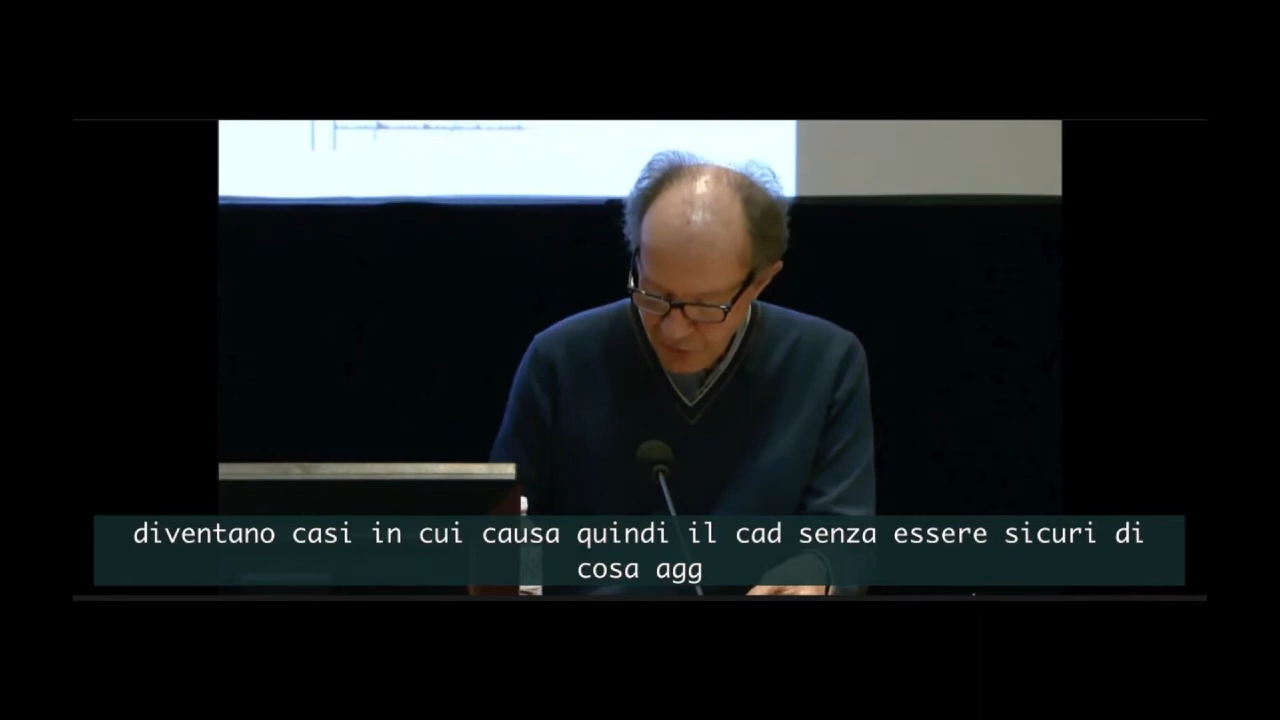 diventano casi in cui causa quindi il cad senza essere sicuri di
cosa agg